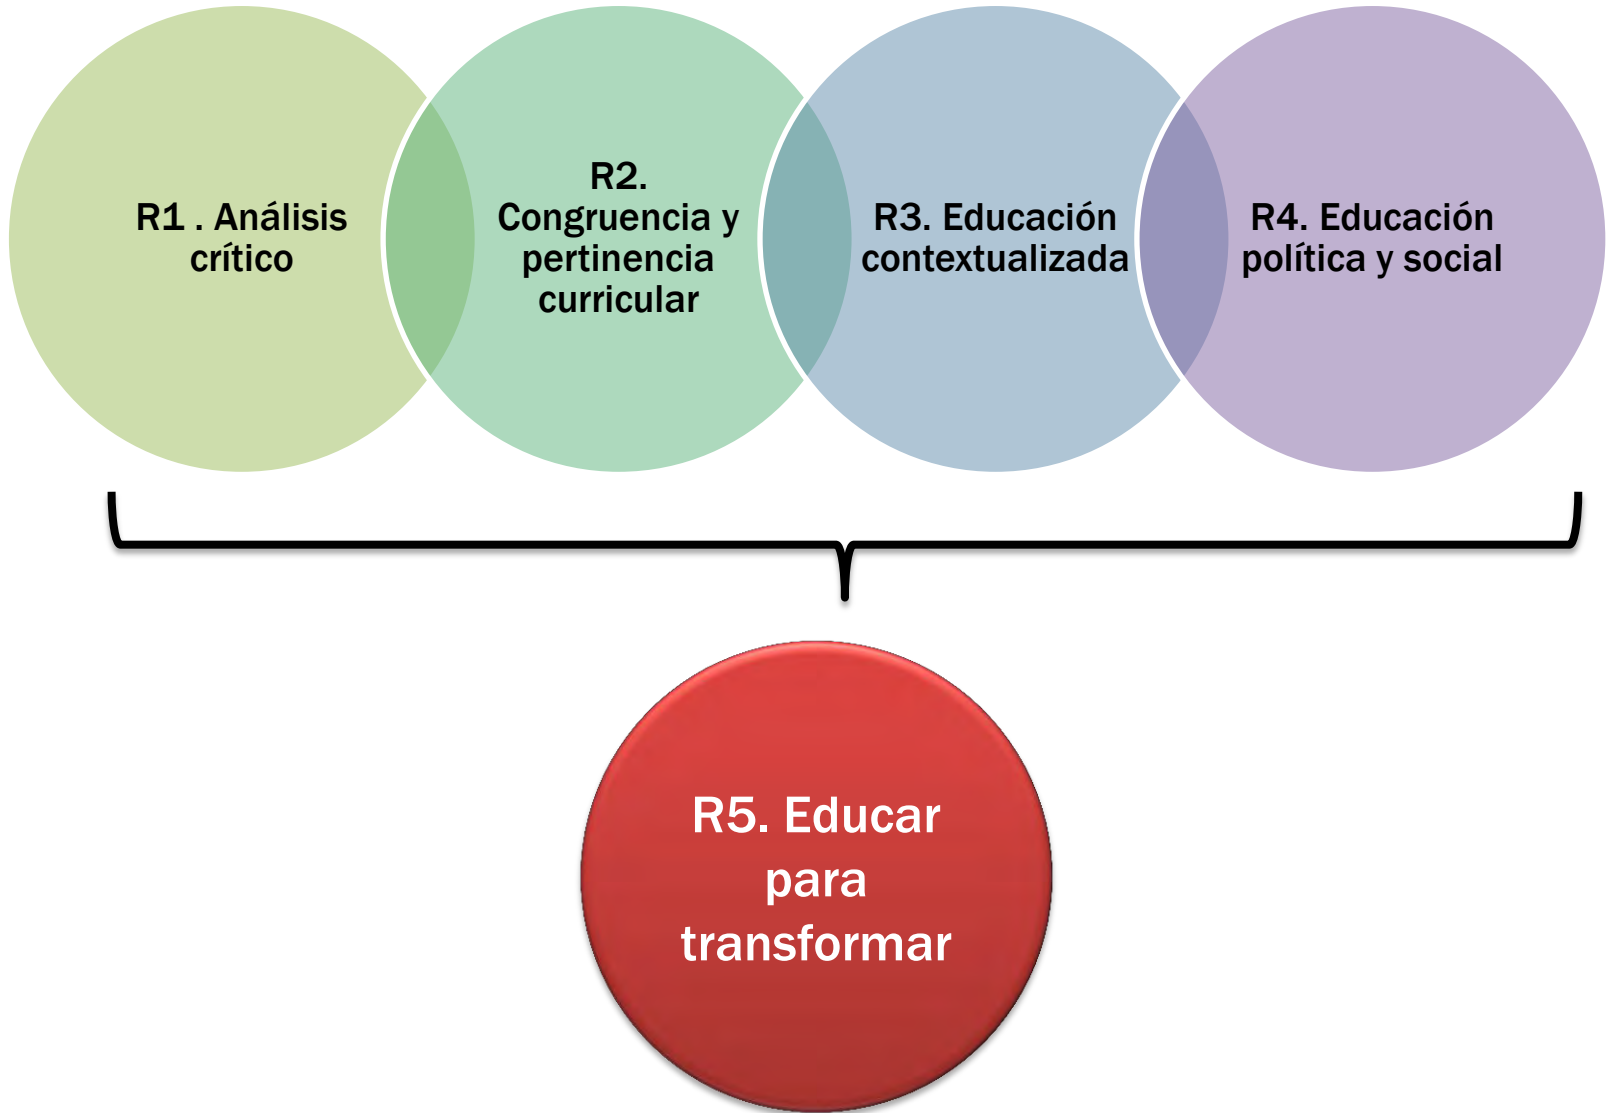 R1 . Análisis
crítico
R2.
Congruencia y
pertinencia
curricular
R3. Educación
contextualizada
R4. Educación
política y social
R5. Educar
para
transformar